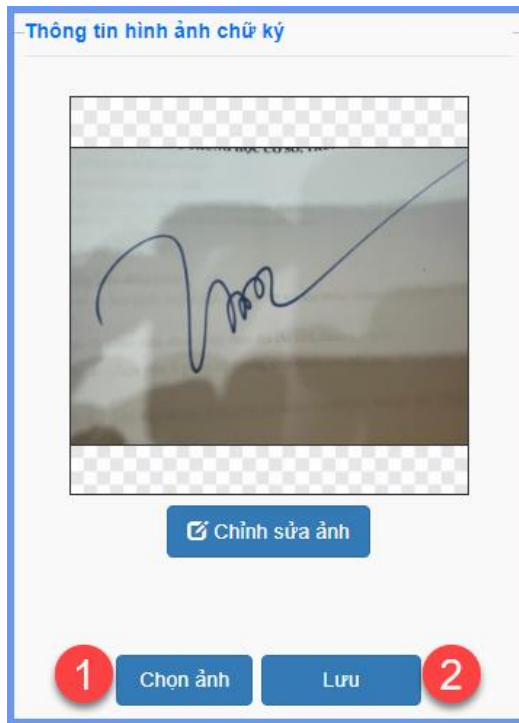 Thông tin hình ảnh chữ ký
Chỉnh sửa ảnh
1 Chọn ảnh Lưu 2